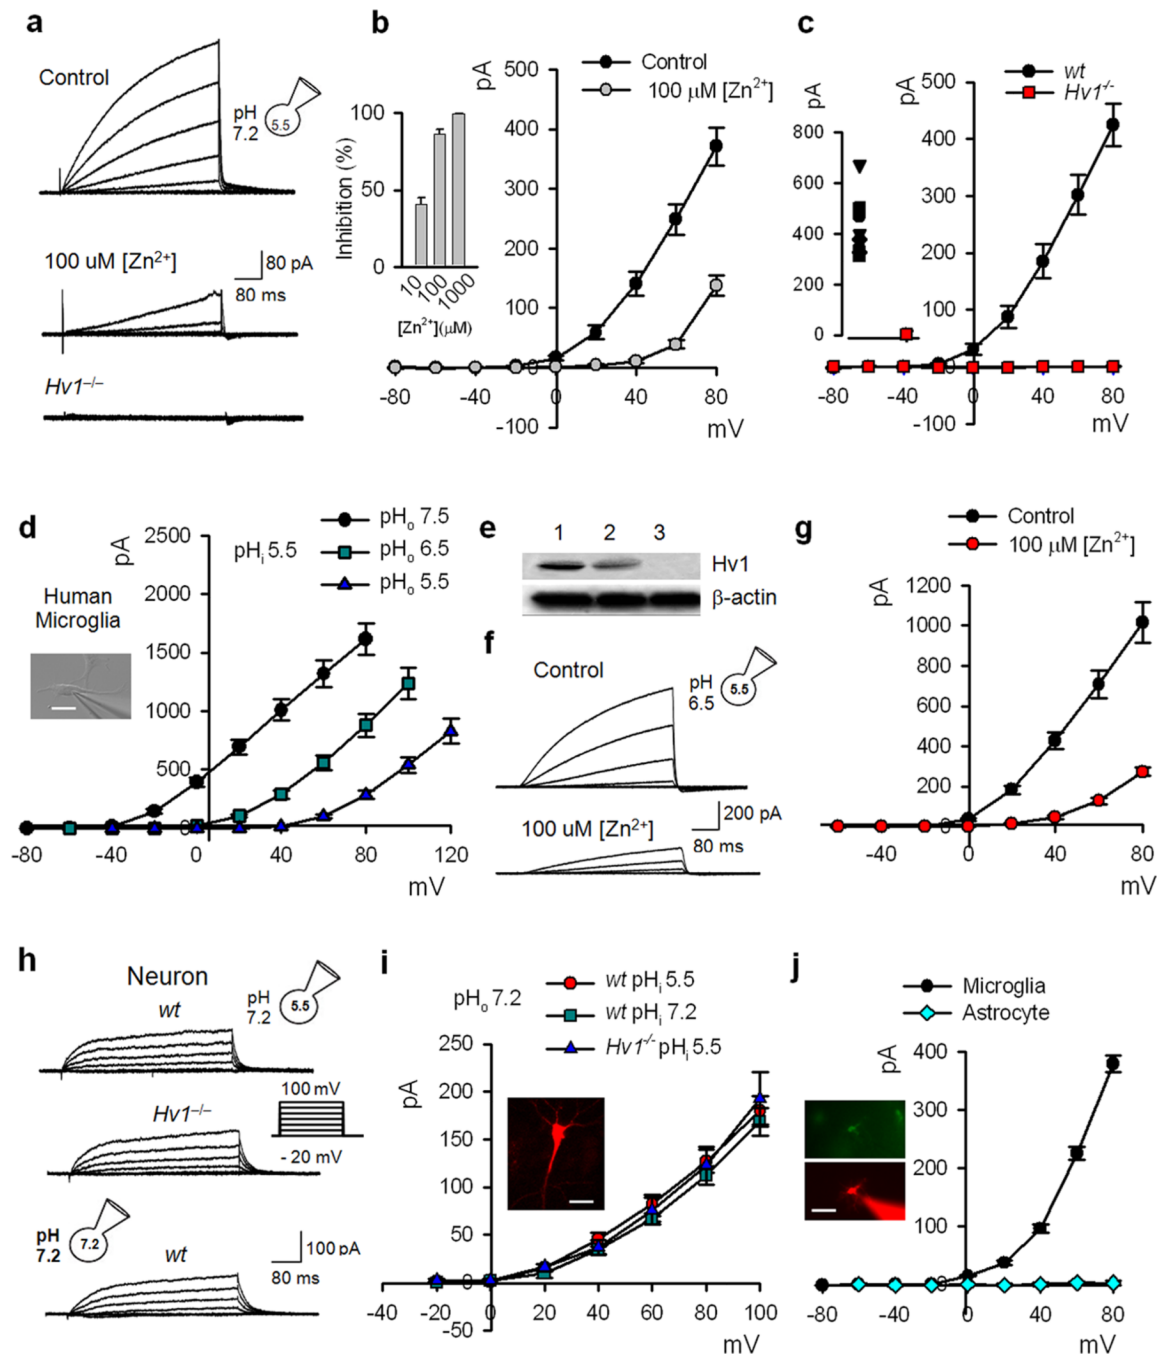 a
Control
pH
7.2
5.5
100 uM [Zn²⁺]
80 pA
80 ms
Hv1⁻/⁻
b
Control
100 μM [Zn²⁺]
pA
500
400
300
200
100
0
-100
-80
-40
0
40
80
mV
Inhibition (%)
100
50
0
10
100
1000
[Zn²⁺](μM)
c
wt
Hv1⁻/⁻
pA
800
600
400
200
0
pA
500
400
300
200
100
0
-100
-80
-40
0
40
80
mV
d
pHₒ 7.5
pHₒ 6.5
pHₒ 5.5
pHᵢ 5.5
pA
2500
2000
1500
1000
500
0
-80
-40
0
40
80
120
mV
Human
Microglia
e
1 2 3
Hv1
β-actin
f
Control
pH
6.5
5.5
100 uM [Zn²⁺]
200 pA
80 ms
g
Control
100 μM [Zn²⁺]
pA
1200
1000
800
600
400
200
0
-40
0
40
80
mV
h
Neuron
wt
pH
7.2
5.5
Hv1⁻/⁻
100 mV
- 20 mV
pH
7.2
7.2
wt
100 pA
80 ms
i
pHₒ 7.2
wt pHᵢ 5.5
wt pHᵢ 7.2
Hv1⁻/⁻ pHᵢ 5.5
pA
250
200
150
100
50
0
-50
-40
-20
0
20
40
60
80
100
mV
j
Microglia
Astrocyte
pA
400
300
200
100
0
-80
-40
0
40
80
mV